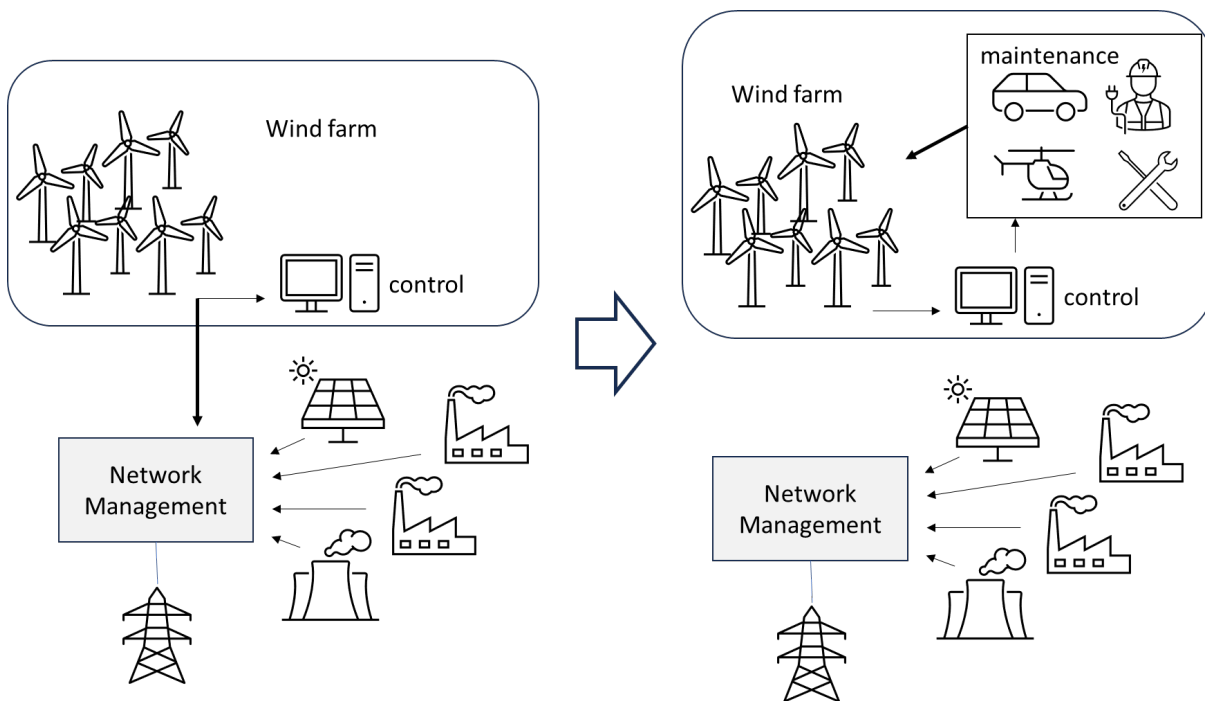 Wind farm
control
Network
Management
maintenance
Wind farm
control
Network
Management